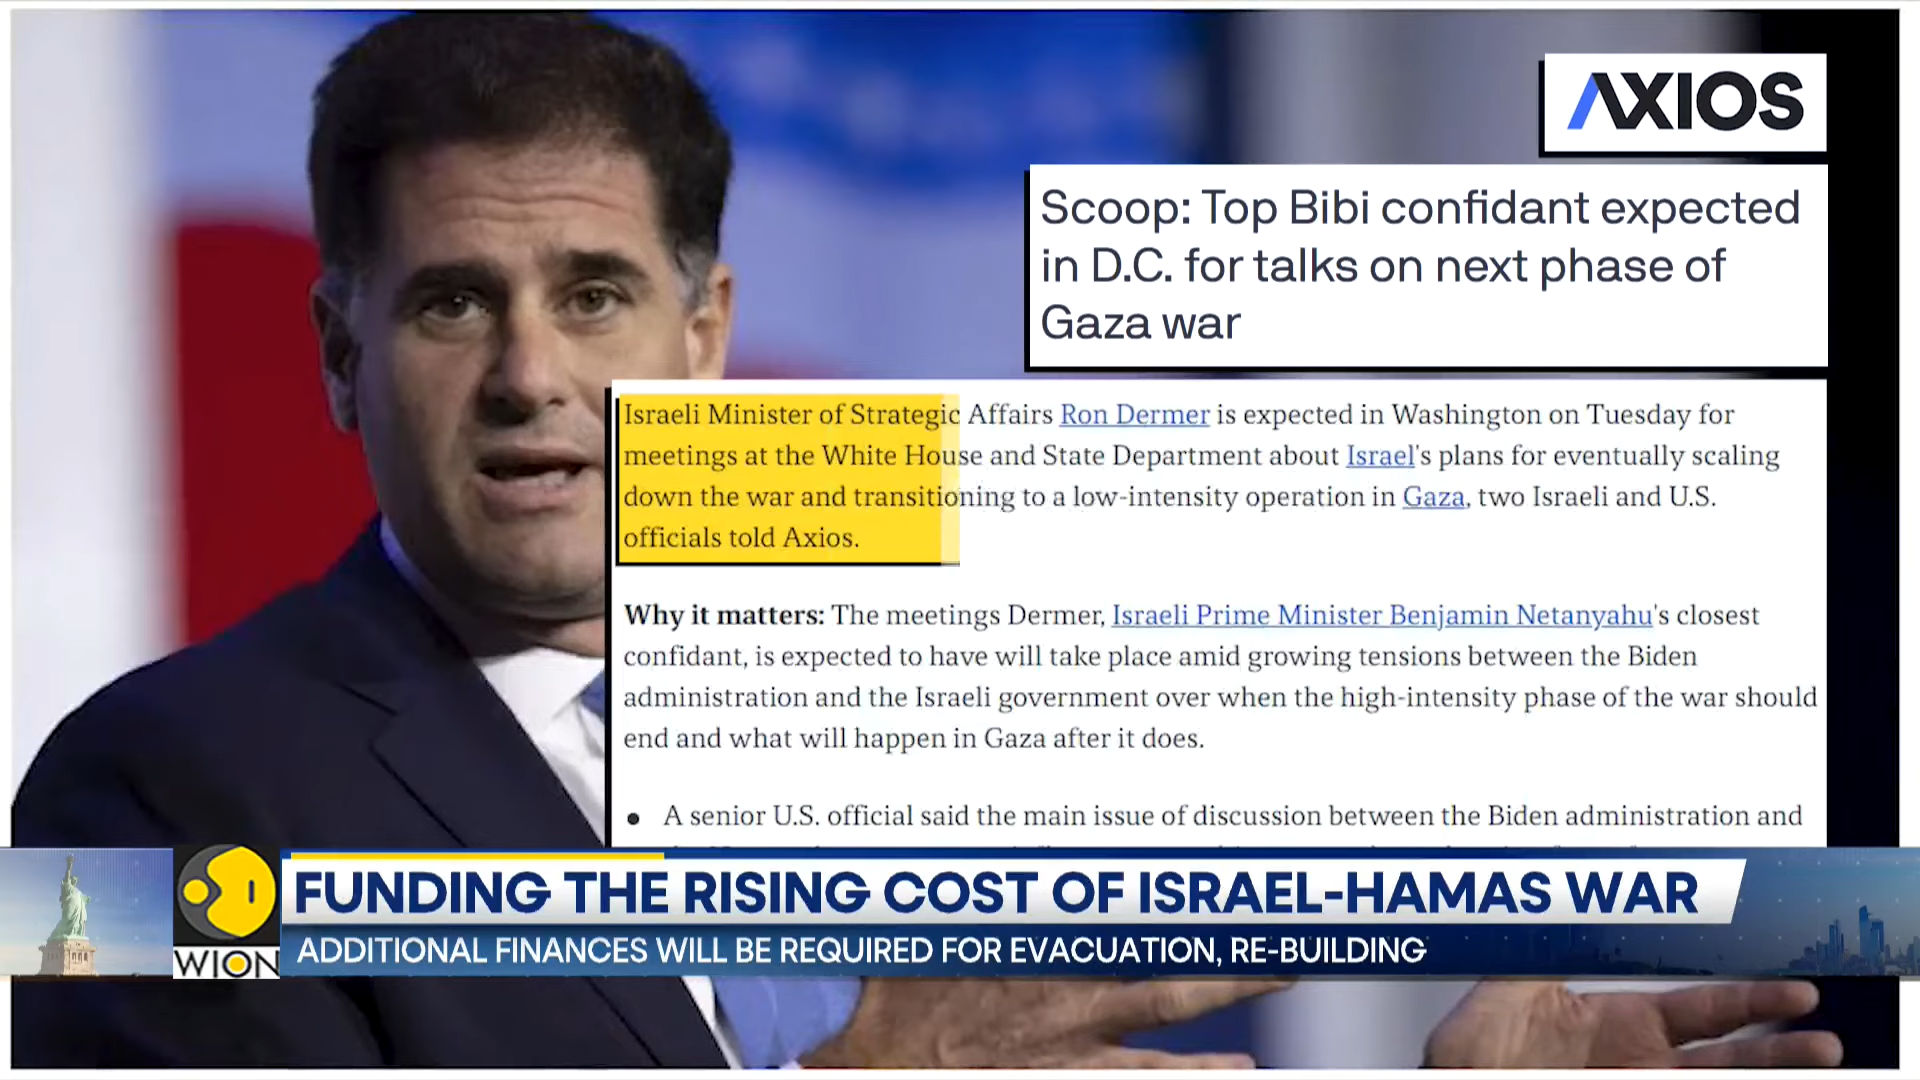 AXIOS
Scoop: Top Bibi confidant expected
in D.C. for talks on next phase of
Gaza war
Israeli Minister of Strategic Affairs Ron Dermer is expected in Washington on Tuesday for
meetings at the White House and State Department about Israel's plans for eventually scaling
down the war and transitioning to a low-intensity operation in Gaza, two Israeli and U.S.
officials told Axios.
Why it matters: The meetings Dermer, Israeli Prime Minister Benjamin Netanyahu's closest
confidant, is expected to have will take place amid growing tensions between the Biden
administration and the Israeli government over when the high-intensity phase of the war should
end and what will happen in Gaza after it does.
• A senior U.S. official said the main issue of discussion between the Biden administration and
FUNDING THE RISING COST OF ISRAEL-HAMAS WAR
ADDITIONAL FINANCES WILL BE REQUIRED FOR EVACUATION, RE-BUILDING
WION